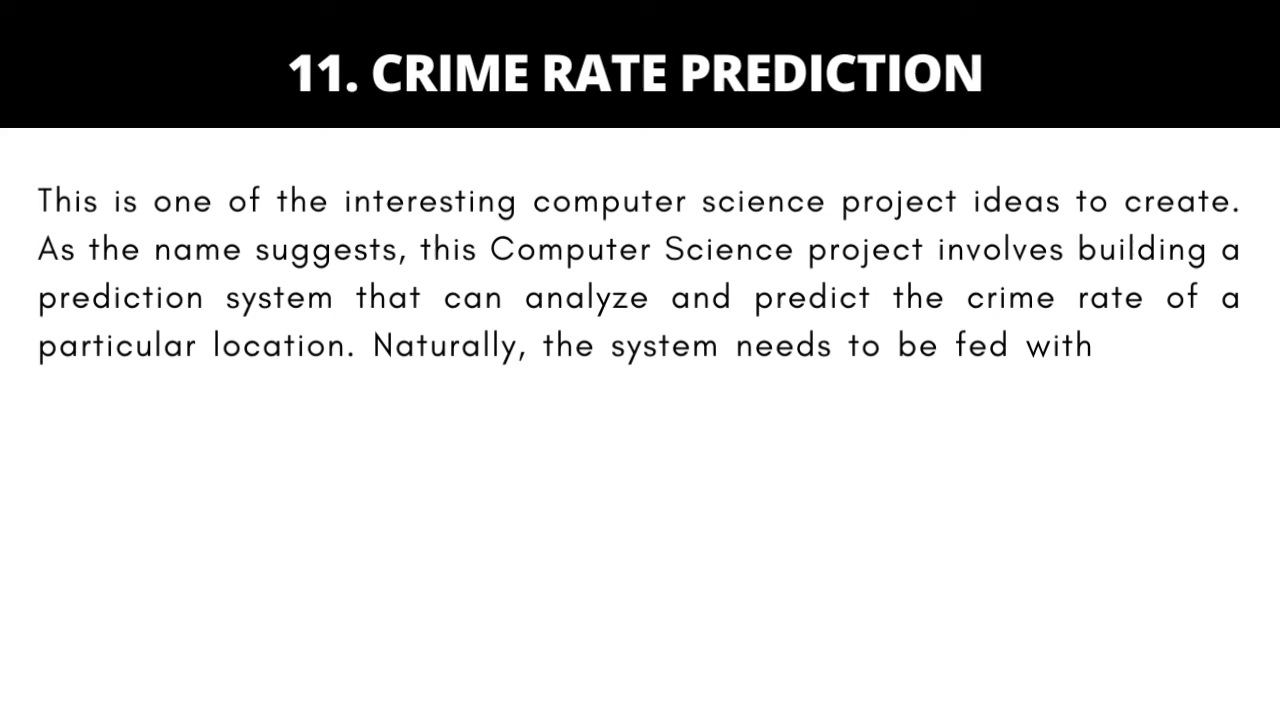 11. CRIME RATE PREDICTION
This is one of the interesting computer science project ideas to create.
As the name suggests, this Computer Science project involves building a
prediction system that can analyze and predict the crime rate of a
particular location. Naturally, the system needs to be fed with